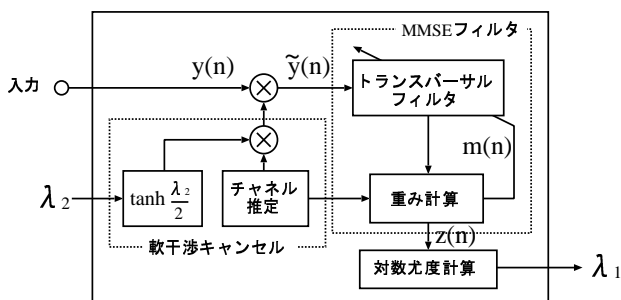 MMSEフィルタ
入力
y(n)
ỹ(n)
トランスバーサル
フィルタ
m(n)
λ2
tanh λ2/2
チャネル
推定
重み計算
軟干渉キャンセル
z(n)
対数尤度計算
λ1